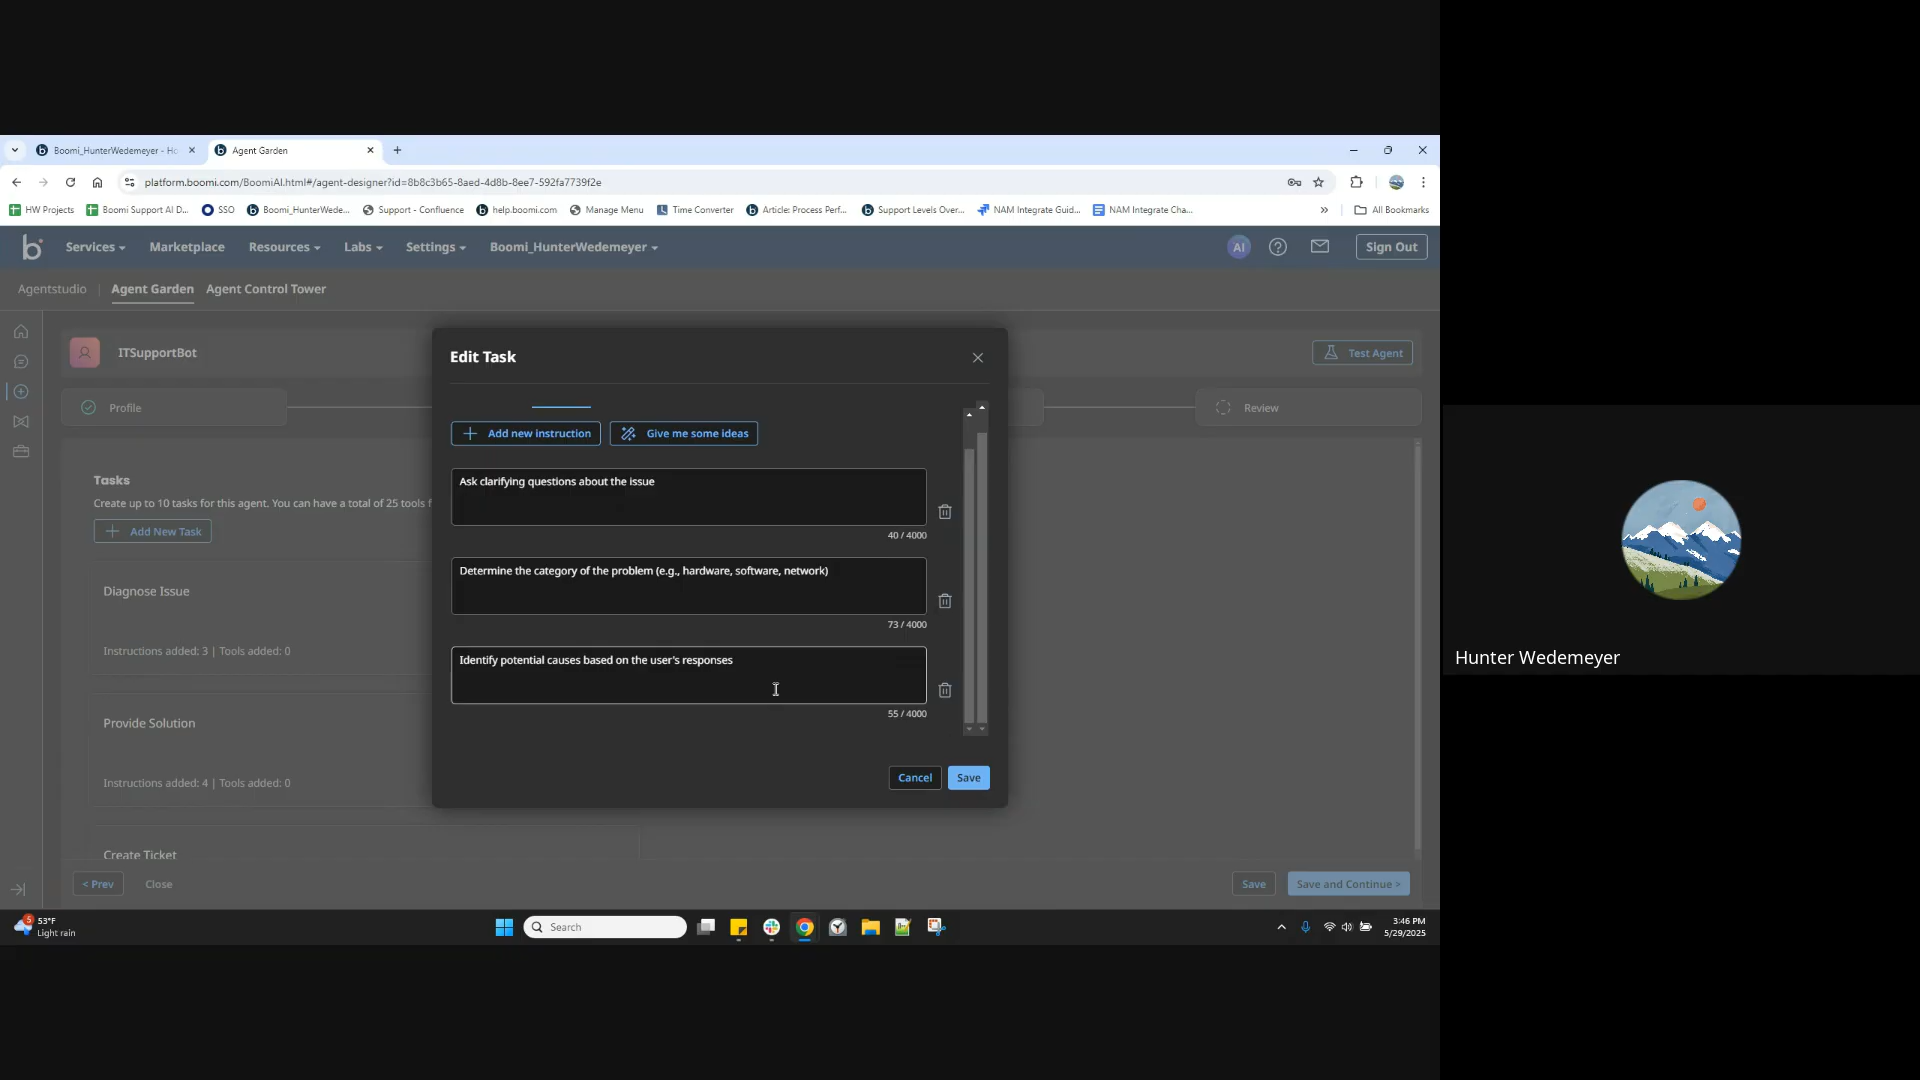 Boomi_HunterWedemeyer - Ho
Agent Garden
platform.boomi.com/BoomiAI.html#/agent-designer?id=8b8c3b65-8aed-4d8b-8ee7-592fa7739f2e
HW Projects
Boomi Support AI D...
SSO
Boomi_HunterWede...
Support - Confluence
help.boomi.com
Manage Menu
Time Converter
Article: Process Perf...
Support Levels Over...
NAM Integrate Guid...
NAM Integrate Cha...
» All Bookmarks
b Services Marketplace Resources Labs Settings Boomi_HunterWedemeyer AI Sign Out
Agentstudio | Agent Garden Agent Control Tower
ITSupportBot
Test Agent
Profile
Review
Tasks
Create up to 10 tasks for this agent. You can have a total of 25 tools f
Add New Task
Diagnose Issue
Instructions added: 3 | Tools added: 0
Provide Solution
Instructions added: 4 | Tools added: 0
Create Ticket
Edit Task
Add new instruction
Give me some ideas
Ask clarifying questions about the issue
40 / 4000
Determine the category of the problem (e.g., hardware, software, network)
73 / 4000
Identify potential causes based on the user's responses
55 / 4000
Cancel
Save
< Prev
Close
Save
Save and Continue >
5
53°F
Light rain
Search
3:46 PM
5/29/2025
Hunter Wedemeyer